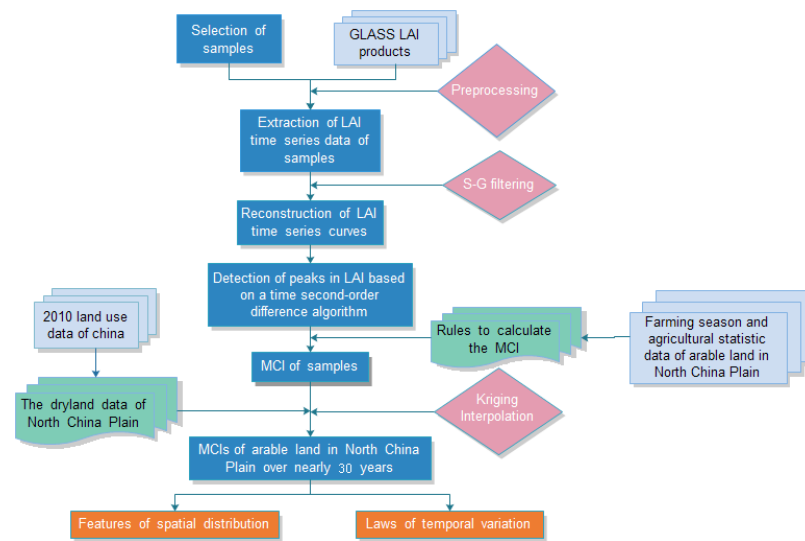 Selection of
samples
GLASS LAI
products
Preprocessing
Extraction of LAI
time series data of
samples
S-G filtering
Reconstruction of LAI
time series curves
Detection of peaks in LAI based
on a time second-order
difference algorithm
2010 land use
data of china
Rules to calculate
the MCI
Farming season and
agricultural statistic
data of arable land in
North China Plain
MCI of samples
The dryland data of
North China Plain
Kriging
Interpolation
MCIs of arable land in North China
Plain over nearly 30 years
Features of spatial distribution
Laws of temporal variation